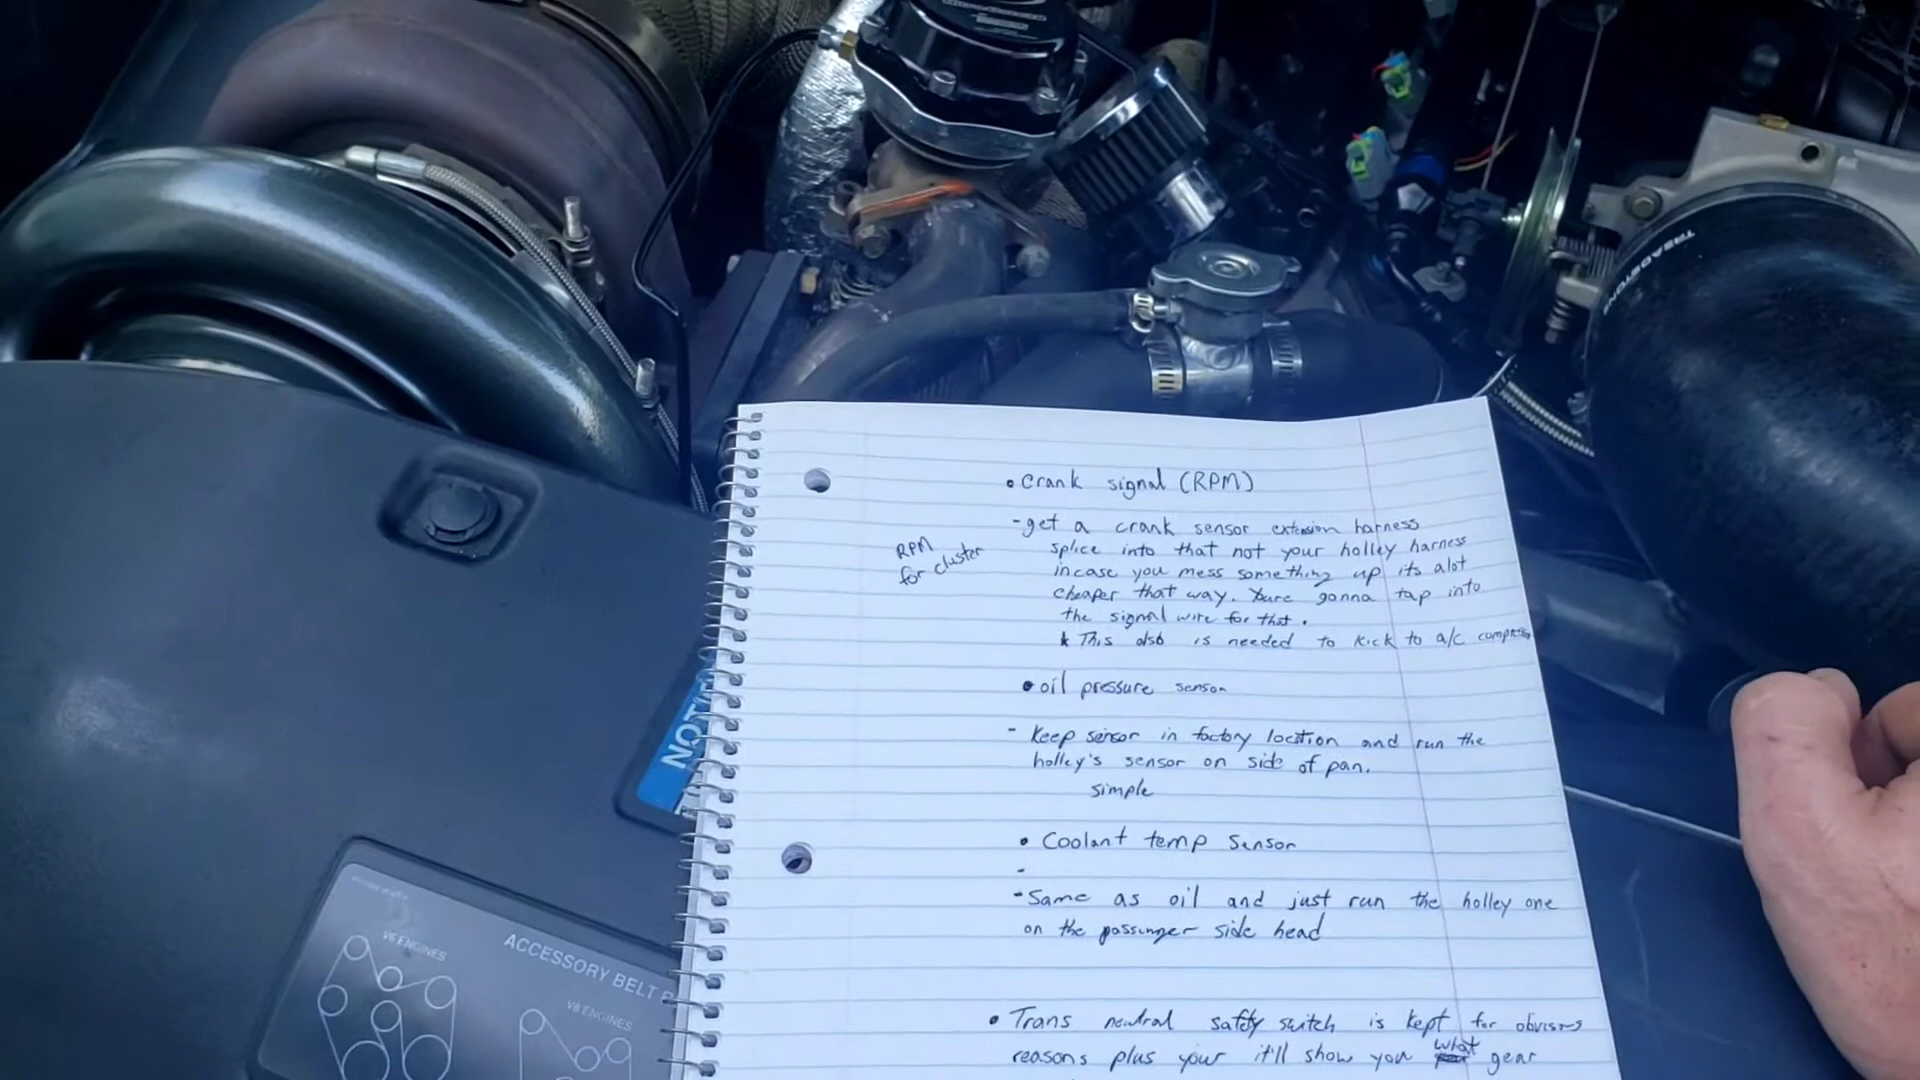 • crank signal (RPM)
-get a crank sensor extension harness
splice into that not your holley harness
incase you mess something up its alot
cheaper that way. Youre gonna tap into
the signal wire for that.
* This also is needed to kick to a/c
RPM
for cluster
• oil pressure sensor
- Keep sensor in factory location and run the
holley's sensor on side of pan.
simple
• Coolant temp Sensor
-
-Same as oil and just run the holley one
on the passinger side head
• Trans neutral safty switch is kept for obvious
reasons plus your it'll show you what gear
NOTI
ACCESSORY BELT
V6 ENGINES
V8 ENGINES